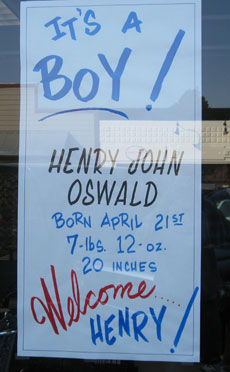 IT'S A
BOY!
HENRY JOHN
OSWALD
BORN APRIL 21ST
7-lbs. 12-oz.
20 INCHES
Welcome.....
HENRY!